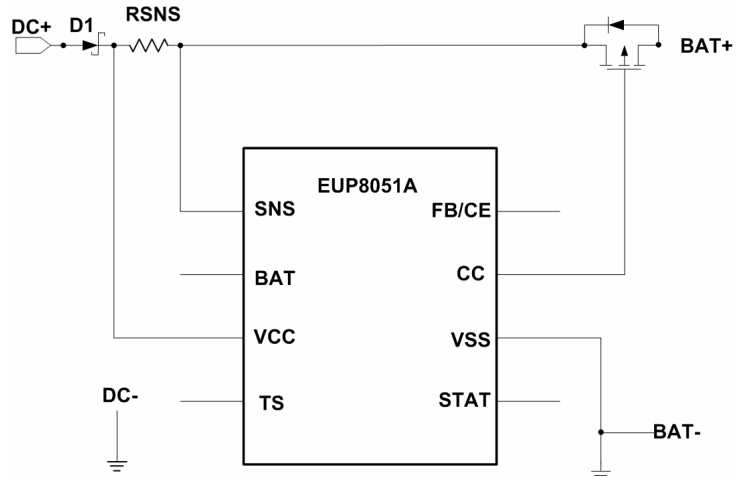 RSNS
DC+ D1
BAT+
EUP8051A
SNS FB/CE
BAT CC
VCC VSS
DC-
TS STAT
BAT-